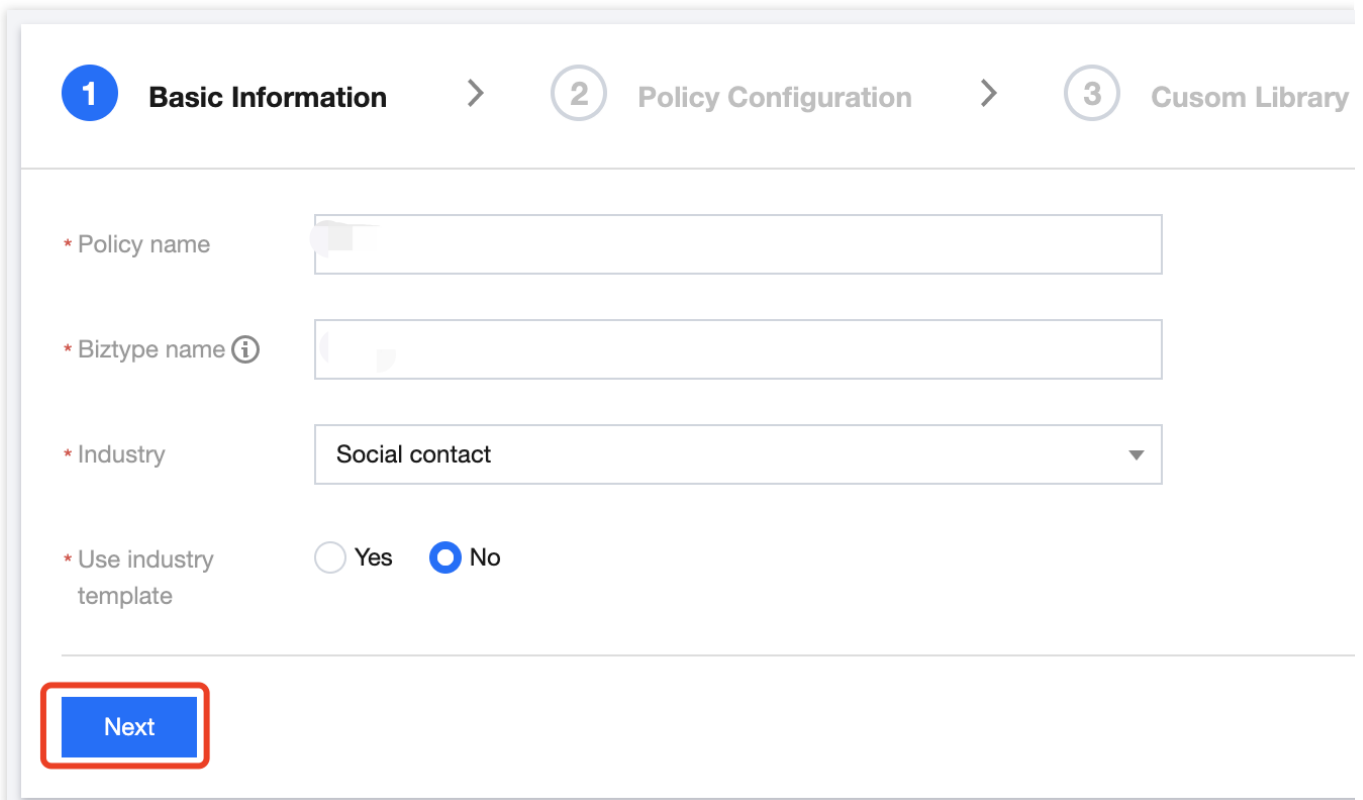 1 Basic Information > 2 Policy Configuration > 3 Cusom Library
* Policy name
* Biztype name
* Industry Social contact
* Use industry template Yes No
Next